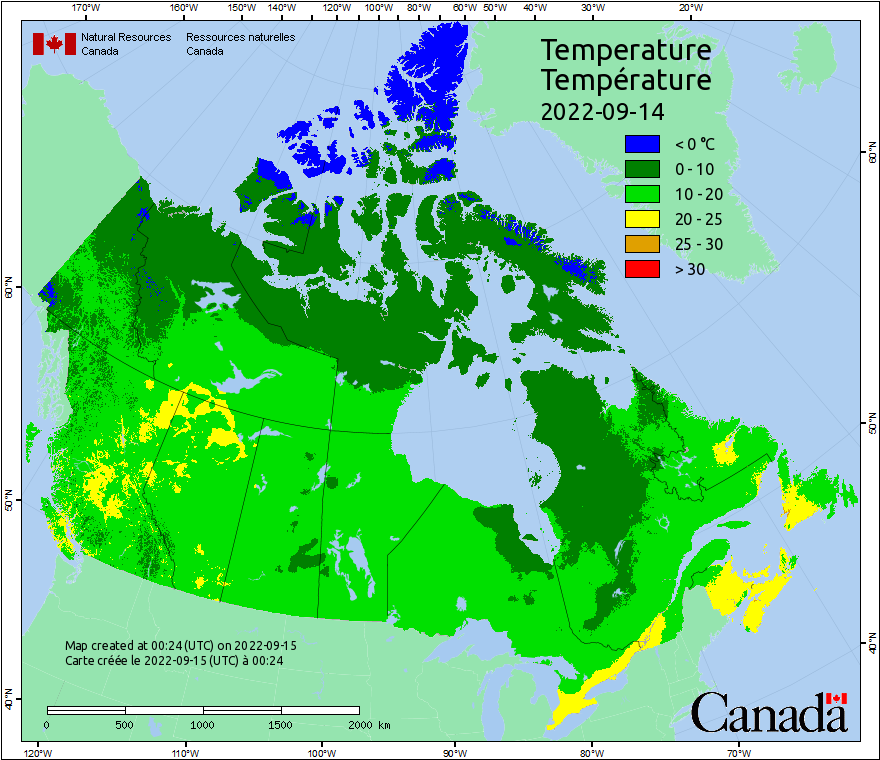 170°W 160°W 150°W 140°W 120°W 100°W 80°W 60°W 50°W 40°W 30°W 20°W
Natural Resources Ressources naturelles
Canada Canada
Temperature
Température
2022-09-14
< 0 °C
0 - 10
10 - 20
20 - 25
25 - 30
> 30
60°N
60°N
50°N
50°N
40°N
40°N
Map created at 00:24 (UTC) on 2022-09-15
Carte créée le 2022-09-15 (UTC) à 00:24
0 500 1000 1500 2000 km
Canada
120°W 110°W 100°W 90°W 80°W 70°W